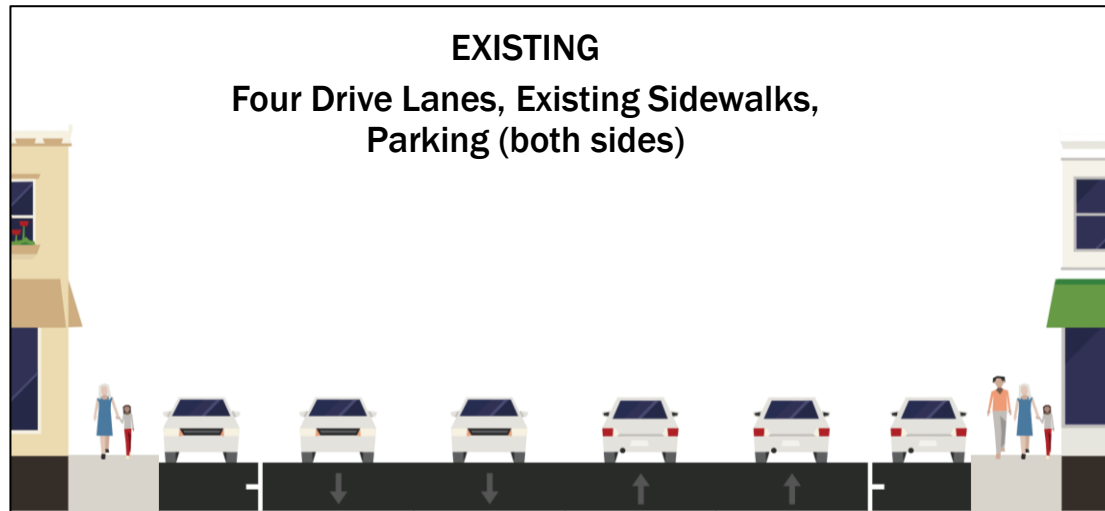 EXISTING
Four Drive Lanes, Existing Sidewalks,
Parking (both sides)